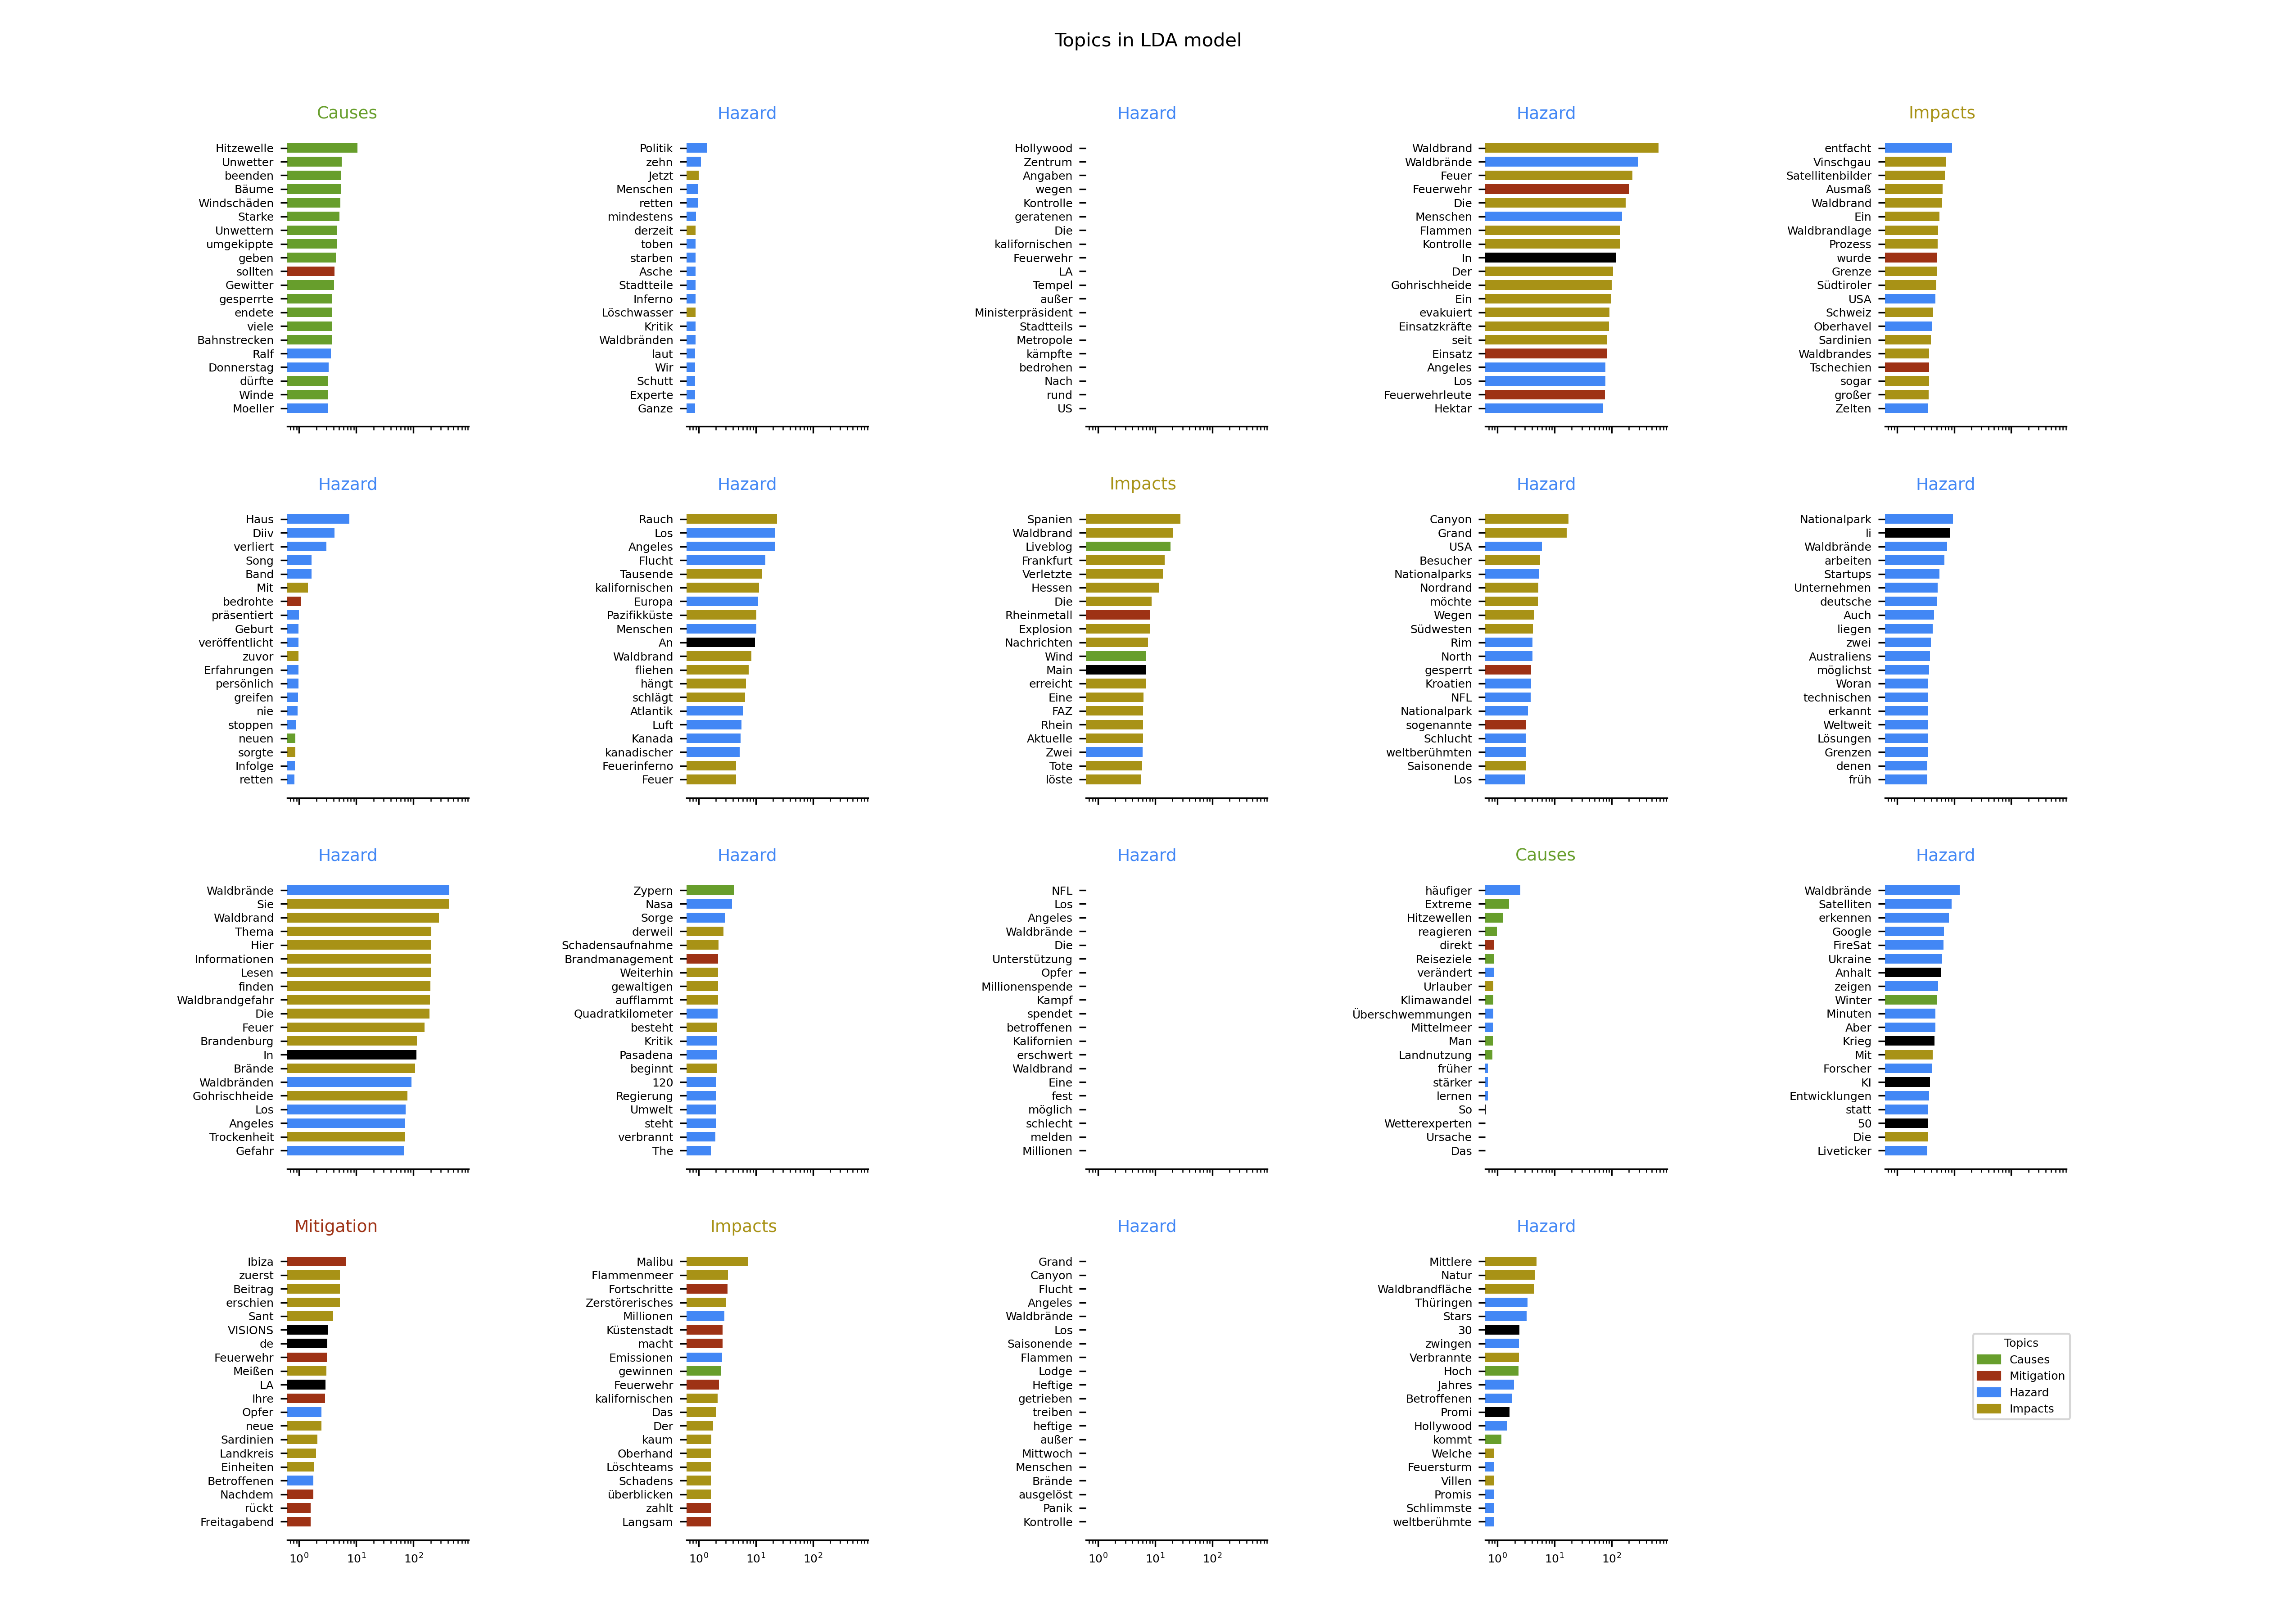 Topics in LDA model
Causes
Hitzewelle
Unwetter
beenden
Bäume
Windschäden
Starke
Unwettern
umgekippte
geben
sollten
Gewitter
gesperrte
endete
viele
Bahnstrecken
Ralf
Donnerstag
dürfte
Winde
Moeller
Hazard
Politik
zehn
Jetzt
Menschen
retten
mindestens
derzeit
toben
starben
Asche
Stadtteile
Inferno
Löschwasser
Kritik
Waldbränden
laut
Wir
Schutt
Experte
Ganze
Hazard
Hollywood
Zentrum
Angaben
wegen
Kontrolle
geratenen
Die
kalifornischen
Feuerwehr
LA
Tempel
außer
Ministerpräsident
Stadtteils
Metropole
kämpfte
bedrohen
Nach
rund
US
Hazard
Waldbrand
Waldbrände
Feuer
Feuerwehr
Die
Menschen
Flammen
Kontrolle
In
Der
Gohrischheide
Ein
evakuiert
Einsatzkräfte
seit
Einsatz
Angeles
Los
Feuerwehrleute
Hektar
Impacts
entfacht
Vinschgau
Satellitenbilder
Ausmaß
Waldbrand
Ein
Waldbrandlage
Prozess
wurde
Grenze
Südtiroler
USA
Schweiz
Oberhavel
Sardinien
Waldbrandes
Tschechien
sogar
großer
Zelten
Hazard
Haus
Diiv
verliert
Song
Band
Mit
bedrohte
präsentiert
Geburt
veröffentlicht
zuvor
Erfahrungen
persönlich
greifen
nie
stoppen
neuen
sorgte
Infolge
retten
Hazard
Rauch
Los
Angeles
Flucht
Tausende
kalifornischen
Europa
Pazifikküste
Menschen
An
Waldbrand
fliehen
hängt
schlägt
Atlantik
Luft
Kanada
kanadischer
Feuerinferno
Feuer
Impacts
Spanien
Waldbrand
Liveblog
Frankfurt
Verletzte
Hessen
Die
Rheinmetall
Explosion
Nachrichten
Wind
Main
erreicht
Eine
FAZ
Rhein
Aktuelle
Zwei
Tote
löste
Hazard
Canyon
Grand
USA
Besucher
Nationalparks
Nordrand
möchte
Wegen
Südwesten
Rim
North
gesperrt
Kroatien
NFL
Nationalpark
sogenannte
Schlucht
weltberühmten
Saisonende
Los
Hazard
Nationalpark
li
Waldbrände
arbeiten
Startups
Unternehmen
deutsche
Auch
liegen
zwei
Australiens
möglichst
Woran
technischen
erkannt
Weltweit
Lösungen
Grenzen
denen
früh
Hazard
Waldbrände
Sie
Waldbrand
Thema
Hier
Informationen
Lesen
finden
Waldbrandgefahr
Die
Feuer
Brandenburg
In
Brände
Waldbränden
Gohrischheide
Los
Angeles
Trockenheit
Gefahr
Hazard
Zypern
Nasa
Sorge
derweil
Schadensaufnahme
Brandmanagement
Weiterhin
gewaltigen
aufflammt
Quadratkilometer
besteht
Kritik
Pasadena
beginnt
120
Regierung
Umwelt
steht
verbrannt
The
Hazard
NFL
Los
Angeles
Waldbrände
Die
Unterstützung
Opfer
Millionenspende
Kampf
spendet
betroffenen
Kalifornien
erschwert
Waldbrand
Eine
fest
möglich
schlecht
melden
Millionen
Causes
häufiger
Extreme
Hitzewellen
reagieren
direkt
Reiseziele
verändert
Urlauber
Klimawandel
Überschwemmungen
Mittelmeer
Man
Landnutzung
früher
stärker
lernen
So
Wetterexperten
Ursache
Das
Hazard
Waldbrände
Satelliten
erkennen
Google
FireSat
Ukraine
Anhalt
zeigen
Winter
Minuten
Aber
Krieg
Mit
Forscher
KI
Entwicklungen
statt
50
Die
Liveticker
Mitigation
Ibiza
zuerst
Beitrag
erschien
Sant
VISIONS
de
Feuerwehr
Meißen
LA
Ihre
Opfer
neue
Sardinien
Landkreis
Einheiten
Betroffenen
Nachdem
rückt
Freitagabend
10⁰ 10¹ 10²
Impacts
Malibu
Flammenmeer
Fortschritte
Zerstörerisches
Millionen
Küstenstadt
macht
Emissionen
gewinnen
Feuerwehr
kalifornischen
Das
Der
kaum
Oberhand
Löschteams
Schadens
überblicken
zahlt
Langsam
10⁰ 10¹ 10²
Hazard
Grand
Canyon
Flucht
Angeles
Waldbrände
Los
Saisonende
Flammen
Lodge
Heftige
getrieben
treiben
heftige
außer
Mittwoch
Menschen
Brände
ausgelöst
Panik
Kontrolle
10⁰ 10¹ 10²
Hazard
Mittlere
Natur
Waldbrandfläche
Thüringen
Stars
30
zwingen
Verbrannte
Hoch
Jahres
Betroffenen
Promi
Hollywood
kommt
Welche
Feuersturm
Villen
Promis
Schlimmste
weltberühmte
10⁰ 10¹ 10²
Topics
Causes
Mitigation
Hazard
Impacts